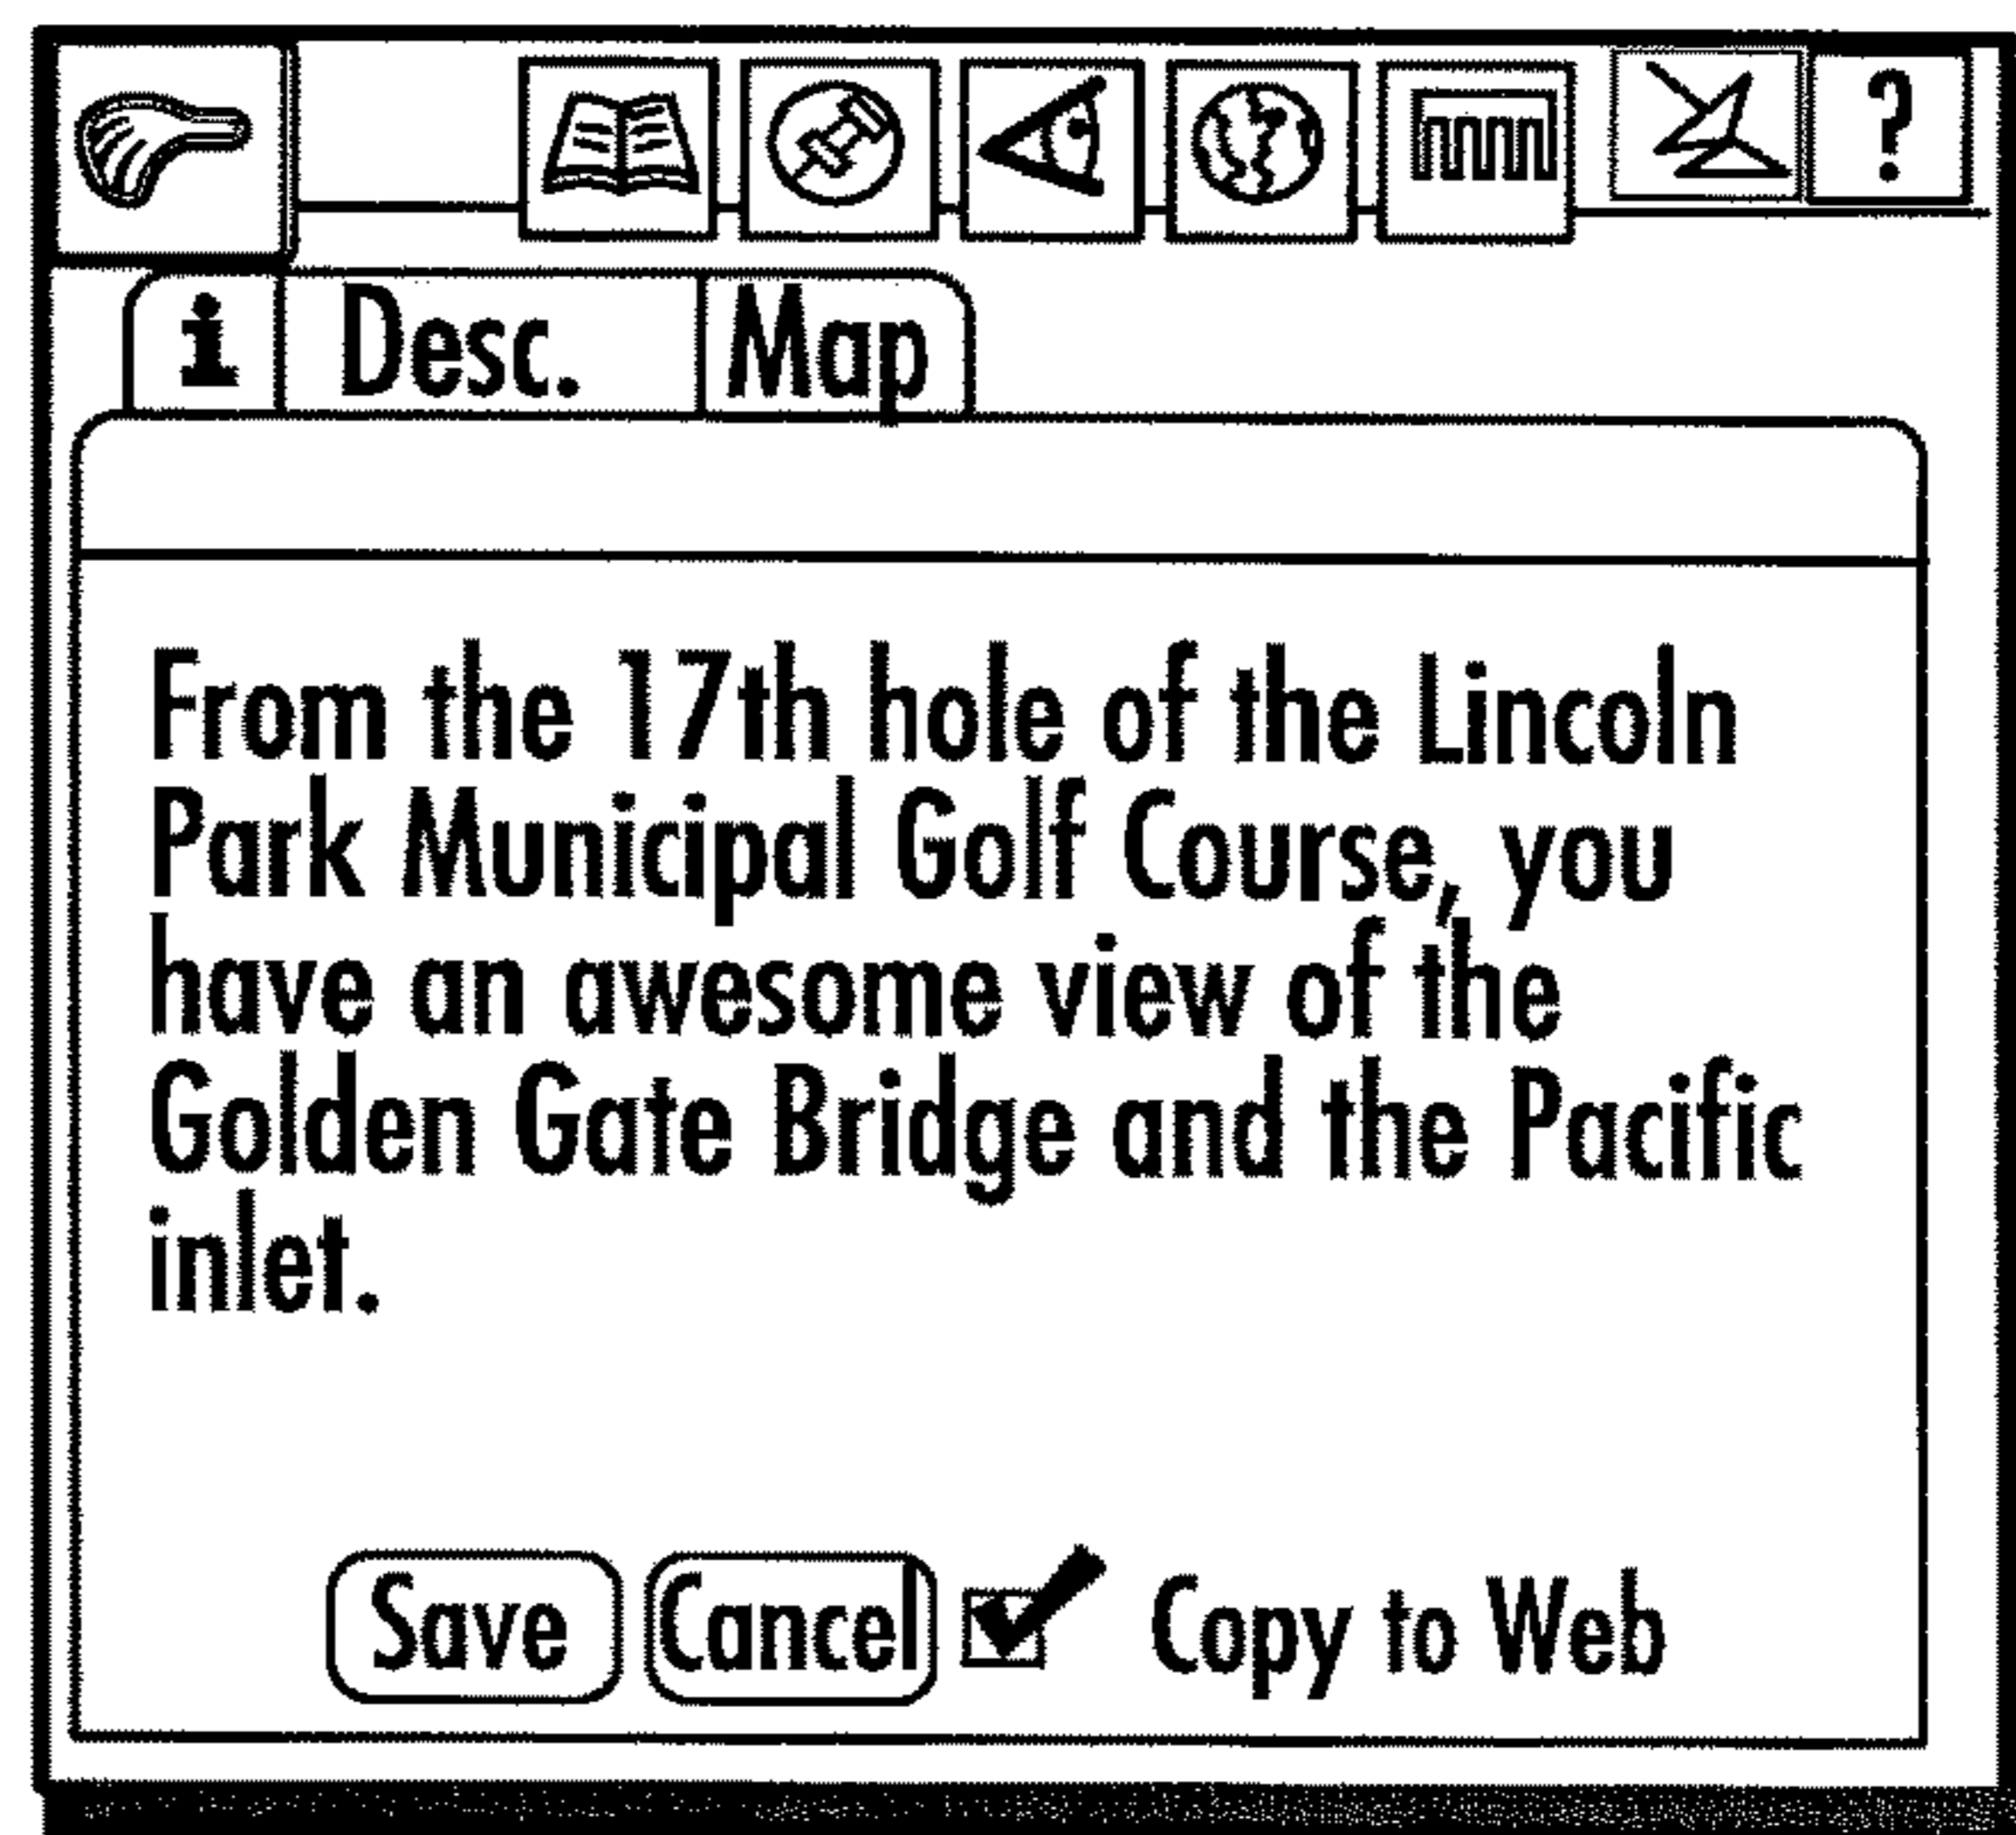 ?
i Desc. Map
From the 17th hole of the Lincoln
Park Municipal Golf Course, you
have an awesome view of the
Golden Gate Bridge and the Pacific
inlet.
Save Cancel Copy to Web